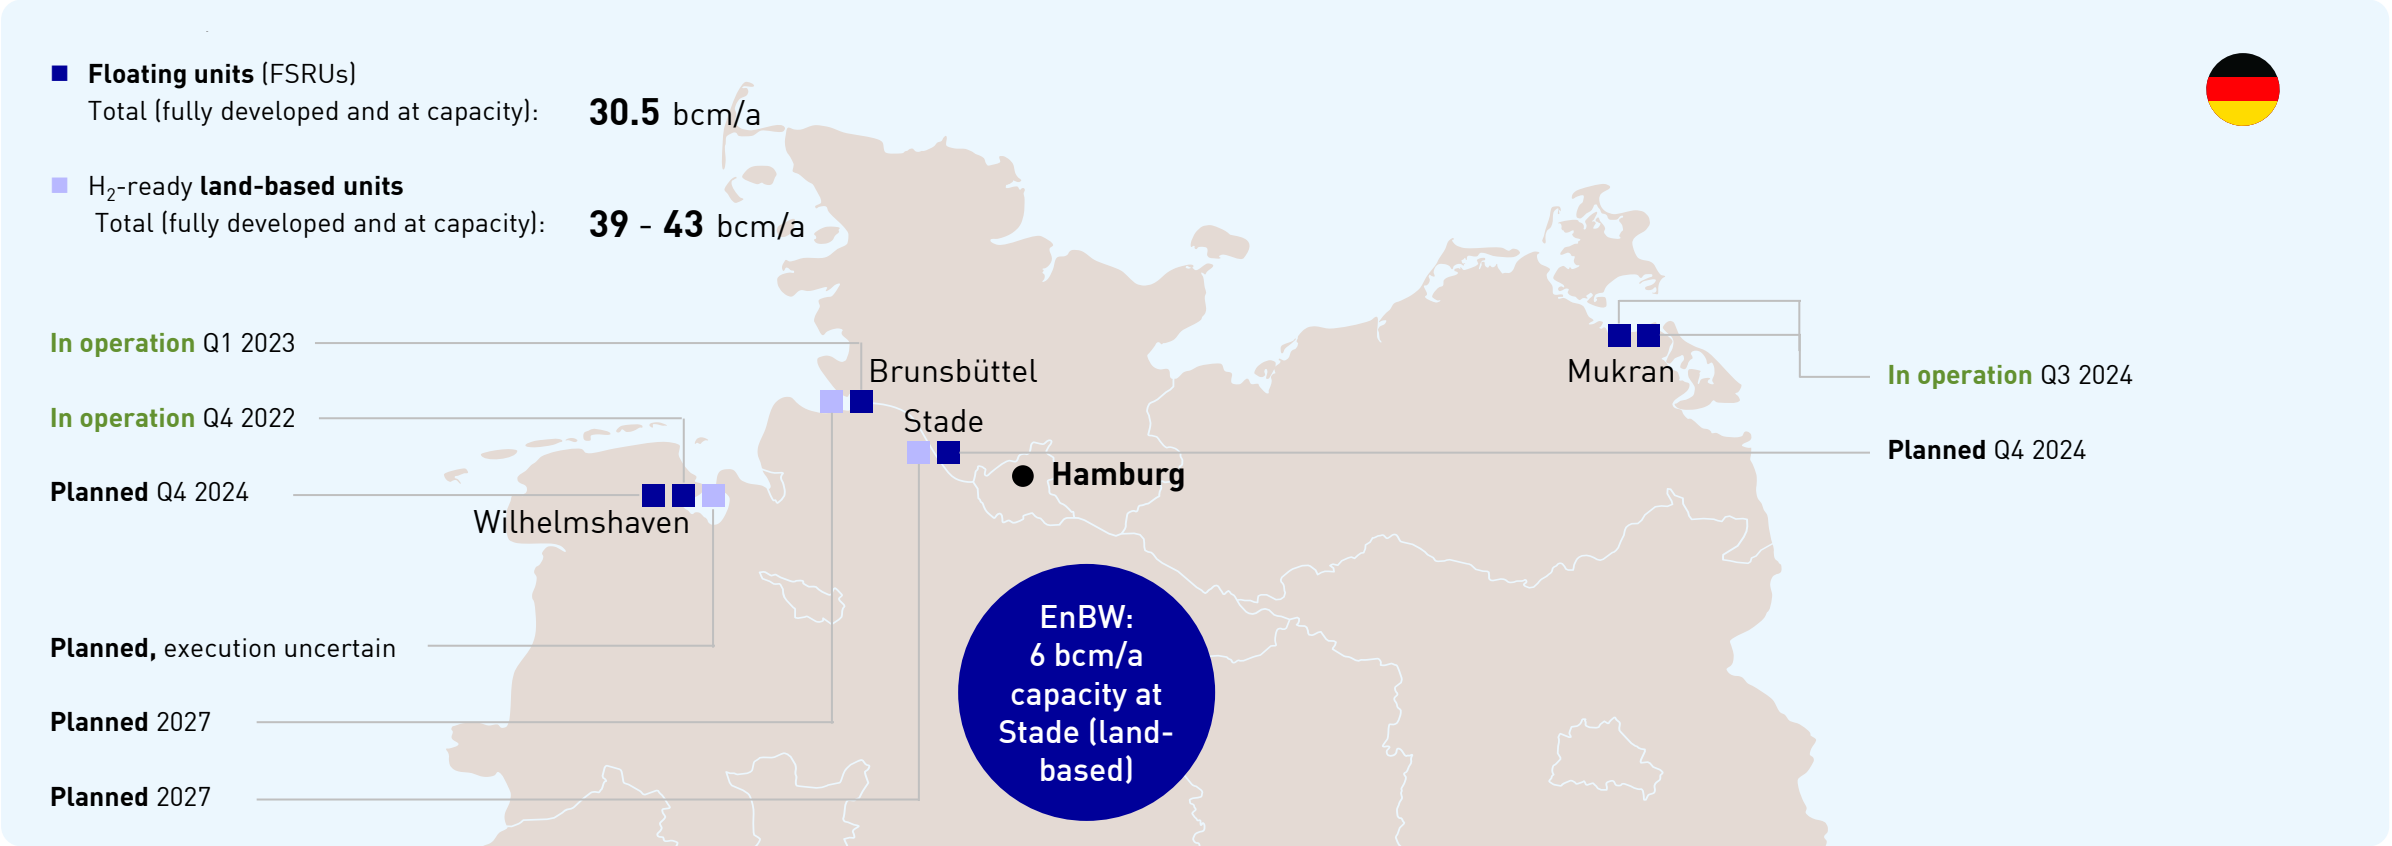 Floating units (FSRUs)
Total (fully developed and at capacity): 30.5 bcm/a
H₂-ready land-based units
Total (fully developed and at capacity): 39 - 43 bcm/a
In operation Q1 2023
Brunsbüttel
Mukran
In operation Q3 2024
In operation Q4 2022
Stade
Planned Q4 2024
Hamburg
Planned Q4 2024
Wilhelmshaven
EnBW:
6 bcm/a
capacity at
Stade (land-
based)
Planned, execution uncertain
Planned 2027
Planned 2027